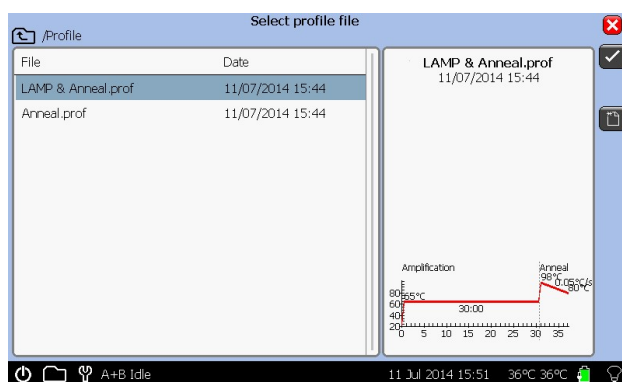 Select profile file
/Profile
File Date
LAMP & Anneal.prof 11/07/2014 15:44
Anneal.prof 11/07/2014 15:44
LAMP & Anneal.prof
11/07/2014 15:44
Amplification Anneal
98°C
0.05°C/s
80°C
65°C
30:00
80
60
40
20
0 5 10 15 20 25 30 35
A+B Idle 11 Jul 2014 15:51 36°C 36°C